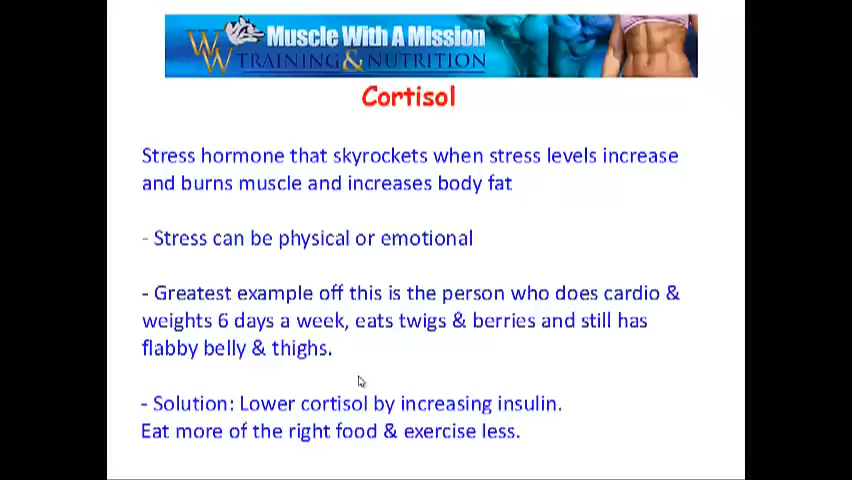 Muscle With A Mission
WW TRAINING & NUTRITION
Cortisol
Stress hormone that skyrockets when stress levels increase
and burns muscle and increases body fat
- Stress can be physical or emotional
- Greatest example off this is the person who does cardio &
weights 6 days a week, eats twigs & berries and still has
flabby belly & thighs.
- Solution: Lower cortisol by increasing insulin.
Eat more of the right food & exercise less.